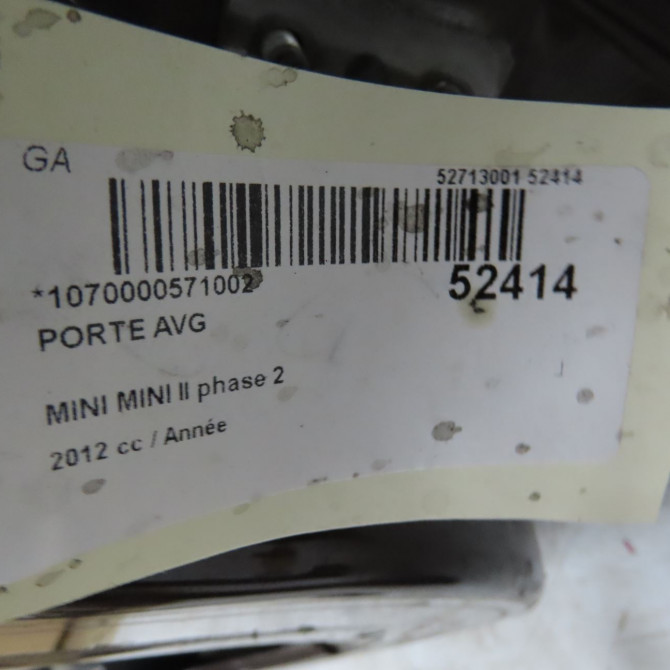 GA
52713001 52414
*1070000571002
52414
PORTE AVG
MINI MINI II phase 2
2012 cc / Année